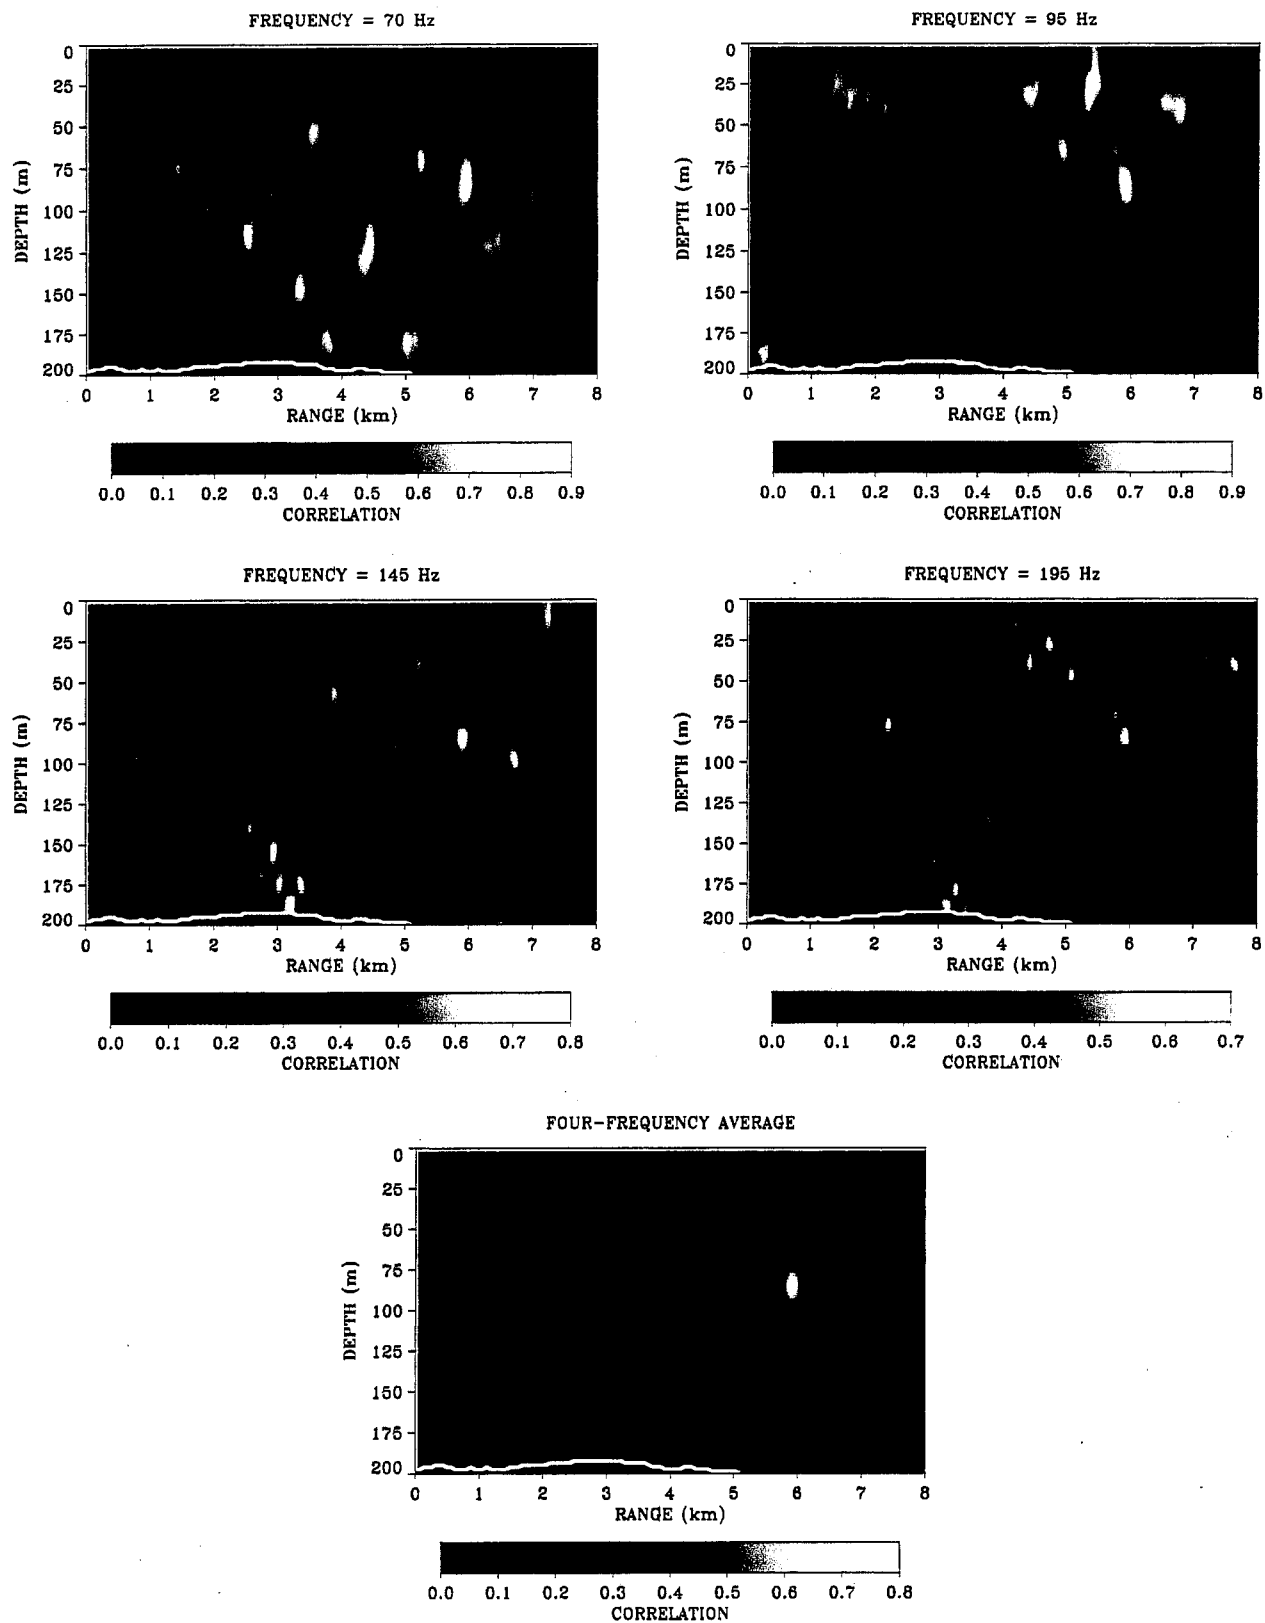 FREQUENCY = 70 Hz
0
25
50
75
100
125
150
175
200
DEPTH (m)
0 1 2 3 4 5 6 7 8
RANGE (km)
0.0 0.1 0.2 0.3 0.4 0.5 0.6 0.7 0.8 0.9
CORRELATION
FREQUENCY = 95 Hz
0
25
50
75
100
125
150
175
200
DEPTH (m)
0 1 2 3 4 5 6 7 8
RANGE (km)
0.0 0.1 0.2 0.3 0.4 0.5 0.6 0.7 0.8 0.9
CORRELATION
FREQUENCY = 145 Hz
0
25
50
75
100
125
150
175
200
DEPTH (m)
0 1 2 3 4 5 6 7 8
RANGE (km)
0.0 0.1 0.2 0.3 0.4 0.5 0.6 0.7 0.8
CORRELATION
FREQUENCY = 195 Hz
0
25
50
75
100
125
150
175
200
DEPTH (m)
0 1 2 3 4 5 6 7 8
RANGE (km)
0.0 0.1 0.2 0.3 0.4 0.5 0.6 0.7
CORRELATION
FOUR-FREQUENCY AVERAGE
0
25
50
75
100
125
150
175
200
DEPTH (m)
0 1 2 3 4 5 6 7 8
RANGE (km)
0.0 0.1 0.2 0.3 0.4 0.5 0.6 0.7 0.8
CORRELATION